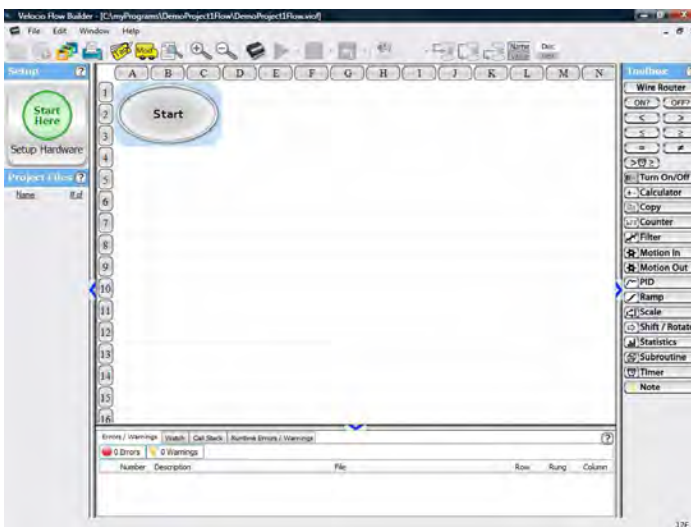 Velocio Flow Builder - [C:\myPrograms\DemoProject1Flow\DemoProject1Flow.viof]
File Edit Window Help
Setup ?
A B C D E F G H I J K L M N
Toolbox
Start Here
Setup Hardware
Project Files ?
Name # of
1
2
3
4
5
6
7
8
9
10
11
12
13
14
15
16
Start
Wire Router
ON? OFF?
< >
≤ ≥
= ≠
Turn On/Off
Calculator
Copy
Counter
Filter
Motion In
Motion Out
PID
Ramp
Scale
Shift / Rotate
Statistics
Subroutine
Timer
Note
Errors / Warnings Watch Call Stack Runtime Errors / Warnings ?
0 Errors 0 Warnings
Number Description File Row Rung Column